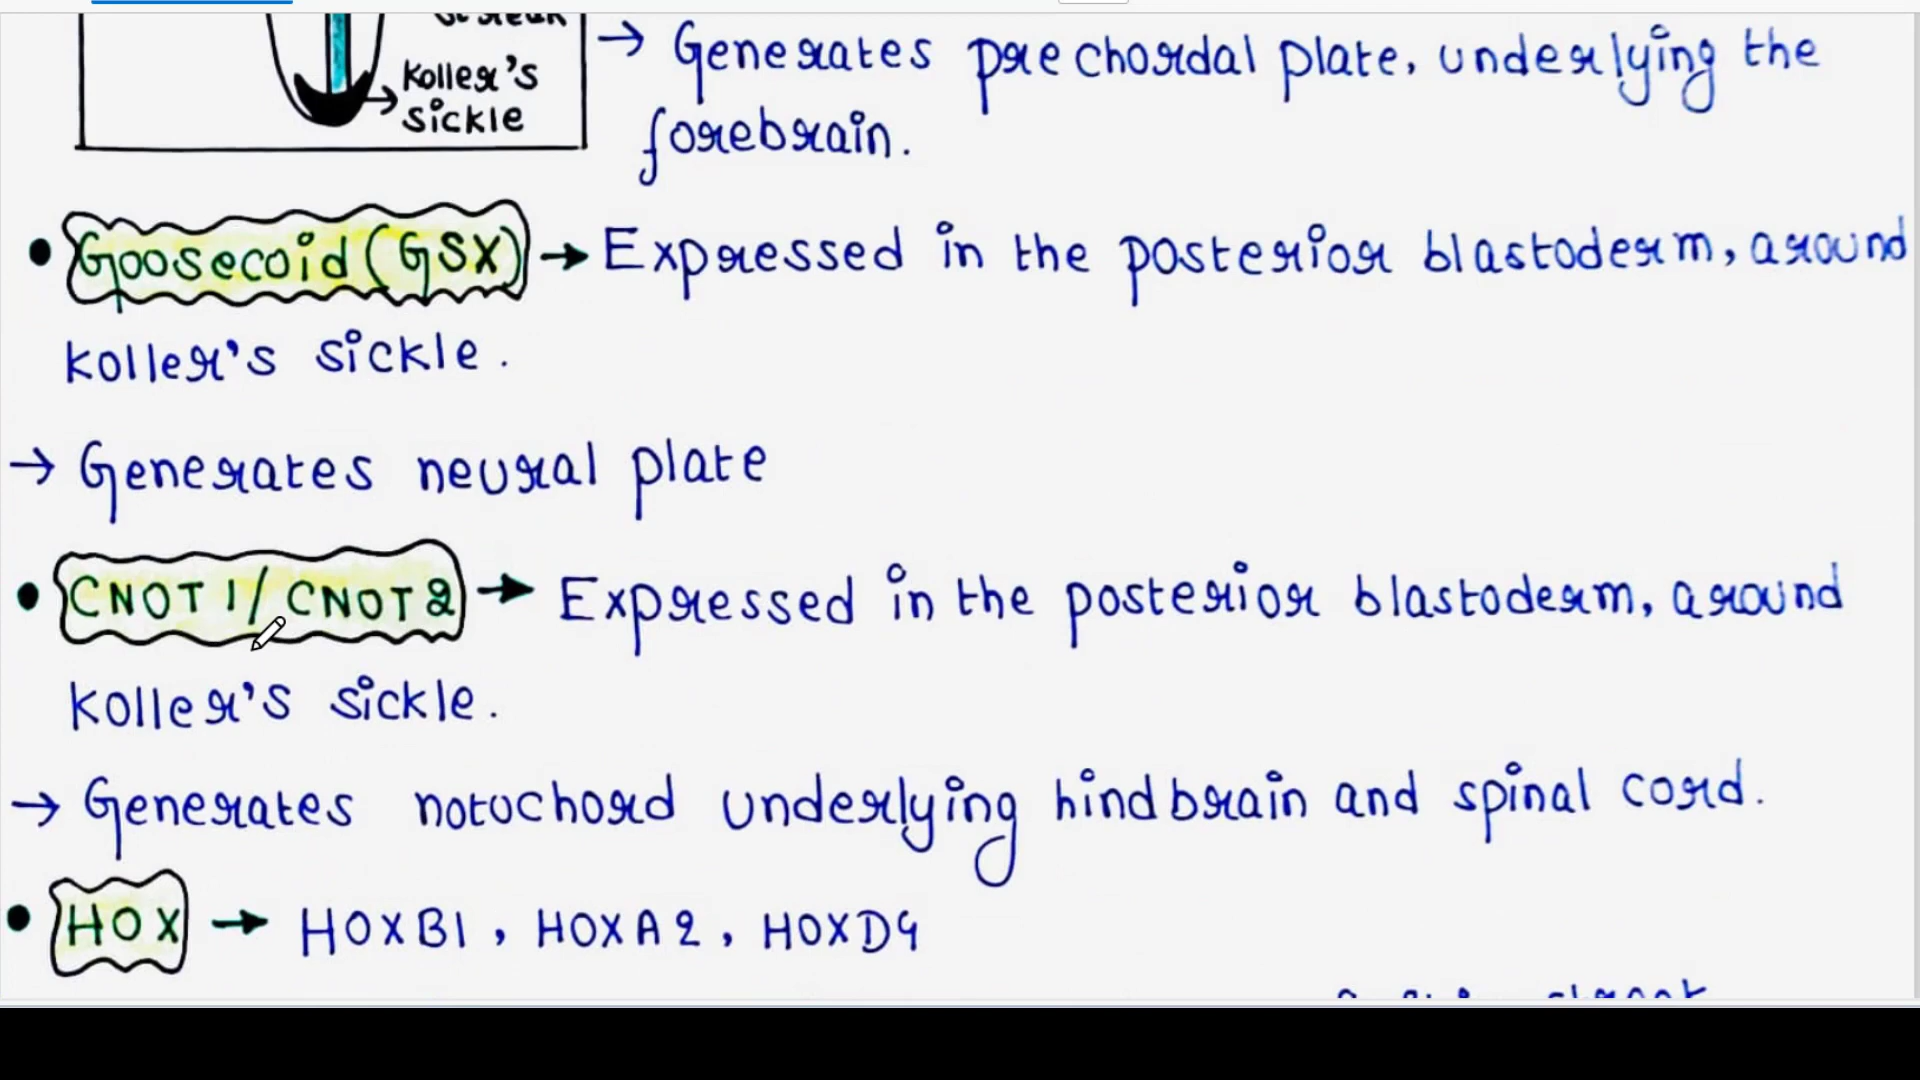 Koller's
sickle
→ Generates prechordal plate, underlying the
forebrain.
• Goosecoid (GSX) → Expressed in the posterior blastoderm, around
Koller's sickle.
→ Generates neural plate
• CNOT 1/ CNOT 2 → Expressed in the posterior blastoderm, around
Koller's sickle.
→ Generates notochord underlying hindbrain and spinal cord.
• HOX → HOXB1, HOXA2, HOXD4